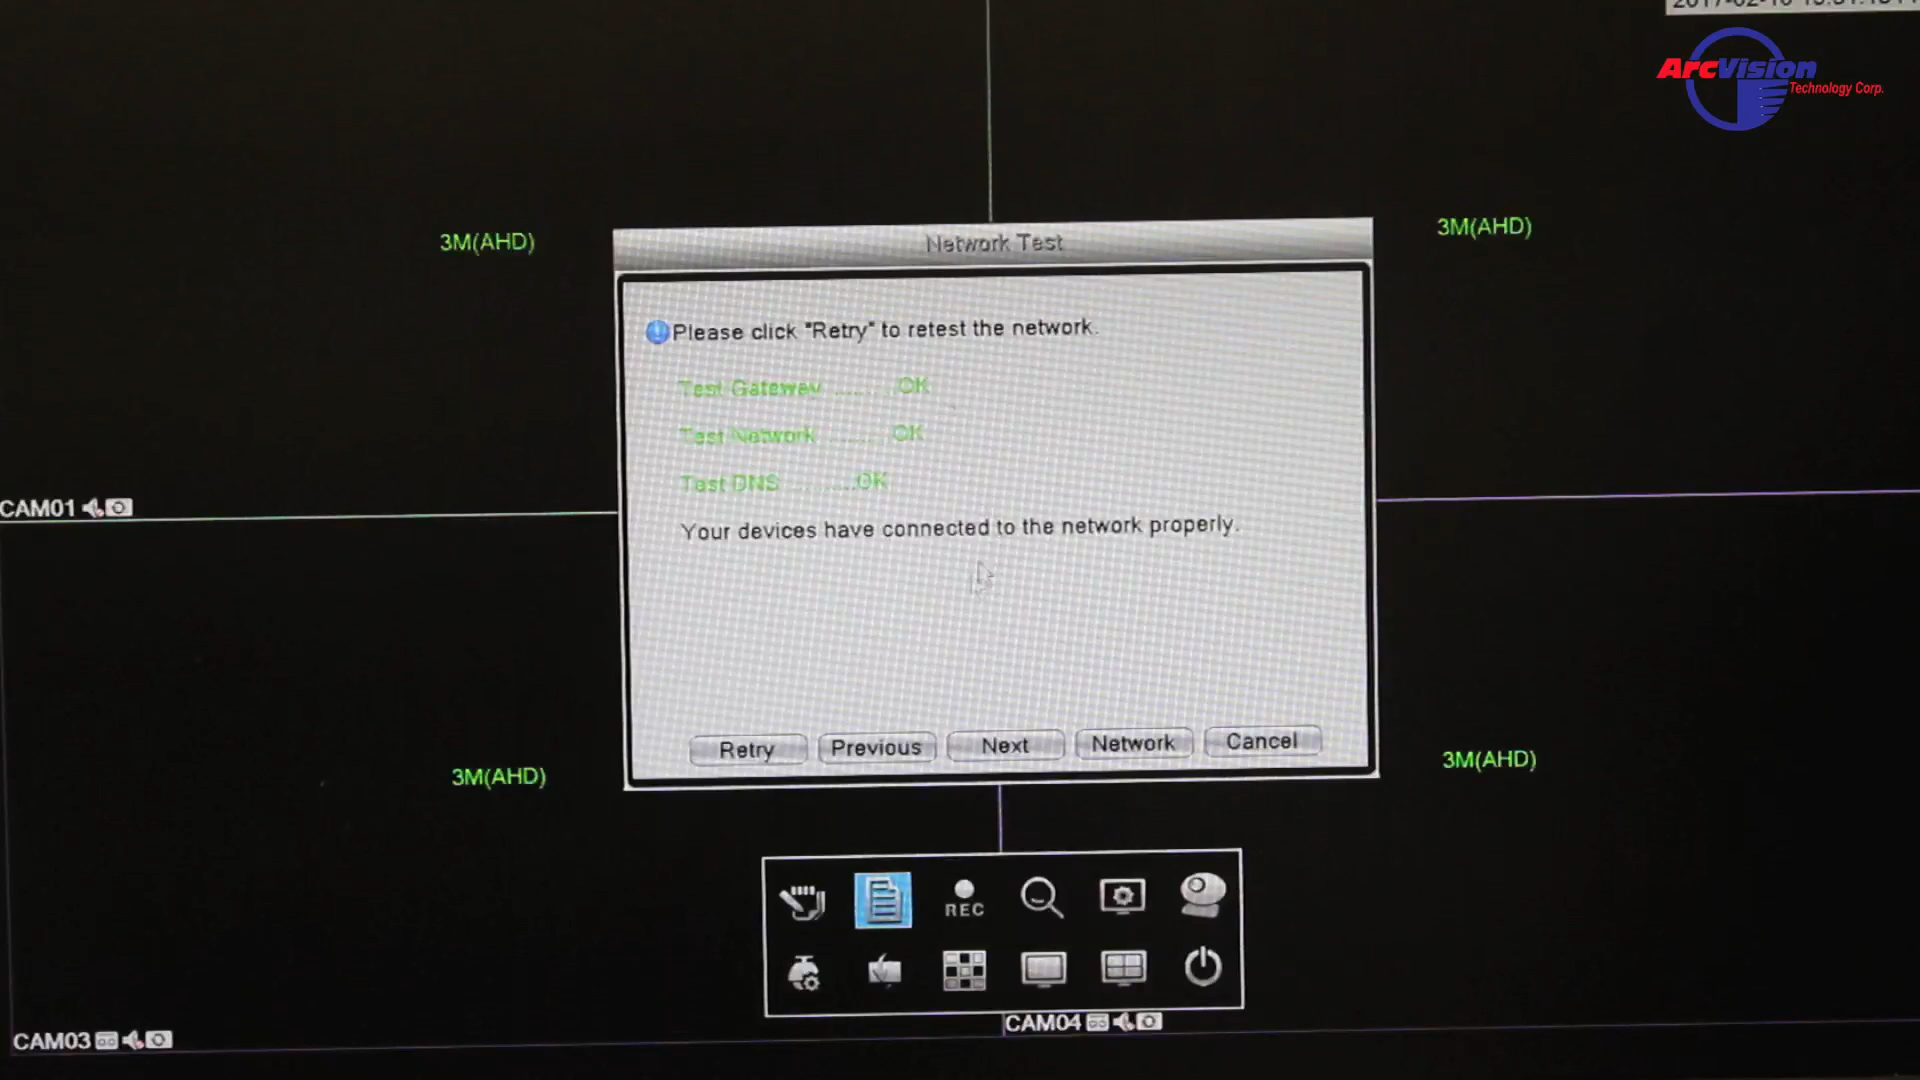 ArcVision
Technology Corp.
3M(AHD)
3M(AHD)
Network Test
Please click "Retry" to retest the network.
Test Gateway ..........OK
Test Network .......... OK
Test DNS ..........OK
Your devices have connected to the network properly.
CAM01
Retry Previous Next Network Cancel
3M(AHD)
3M(AHD)
REC
CAM04
CAM03